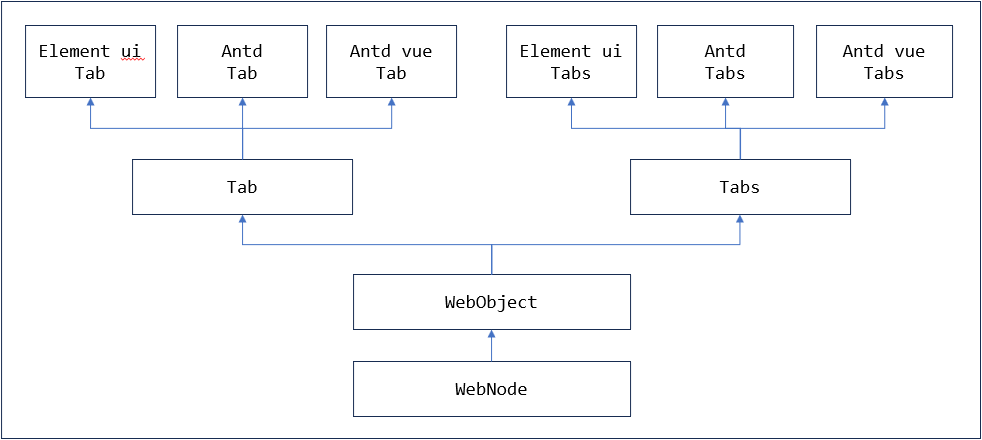 Element ui
Tab
Antd
Tab
Antd vue
Tab
Element ui
Tabs
Antd
Tabs
Antd vue
Tabs
Tab
Tabs
WebObject
WebNode